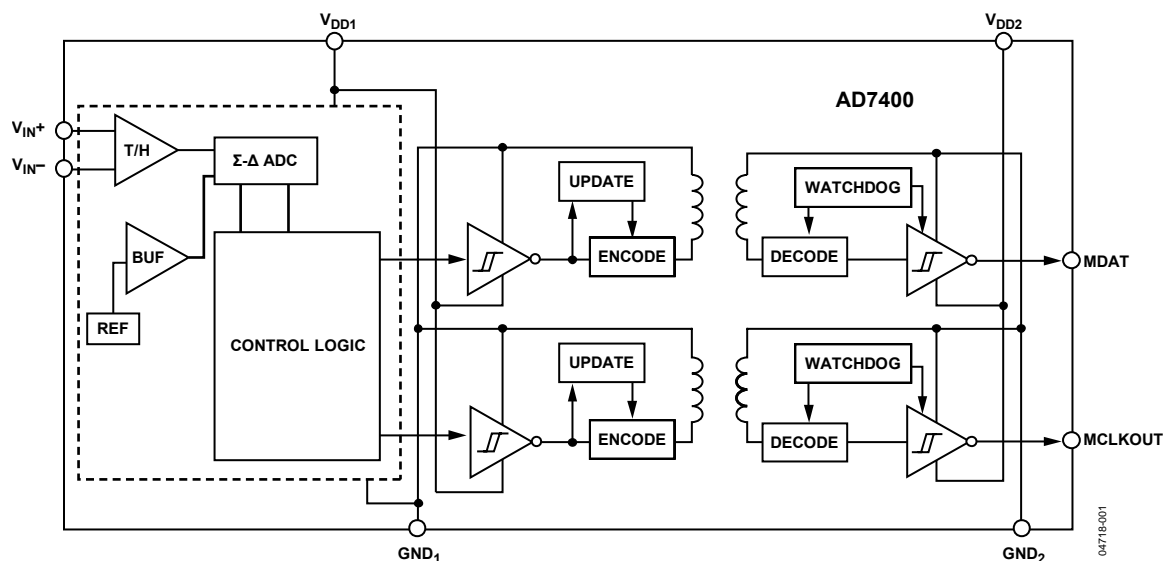 V_DD1
V_DD2
AD7400
V_IN+
V_IN–
T/H
Σ-Δ ADC
BUF
REF
CONTROL LOGIC
UPDATE
ENCODE
WATCHDOG
DECODE
MDAT
UPDATE
ENCODE
WATCHDOG
DECODE
MCLKOUT
GND_1
GND_2
04718-001